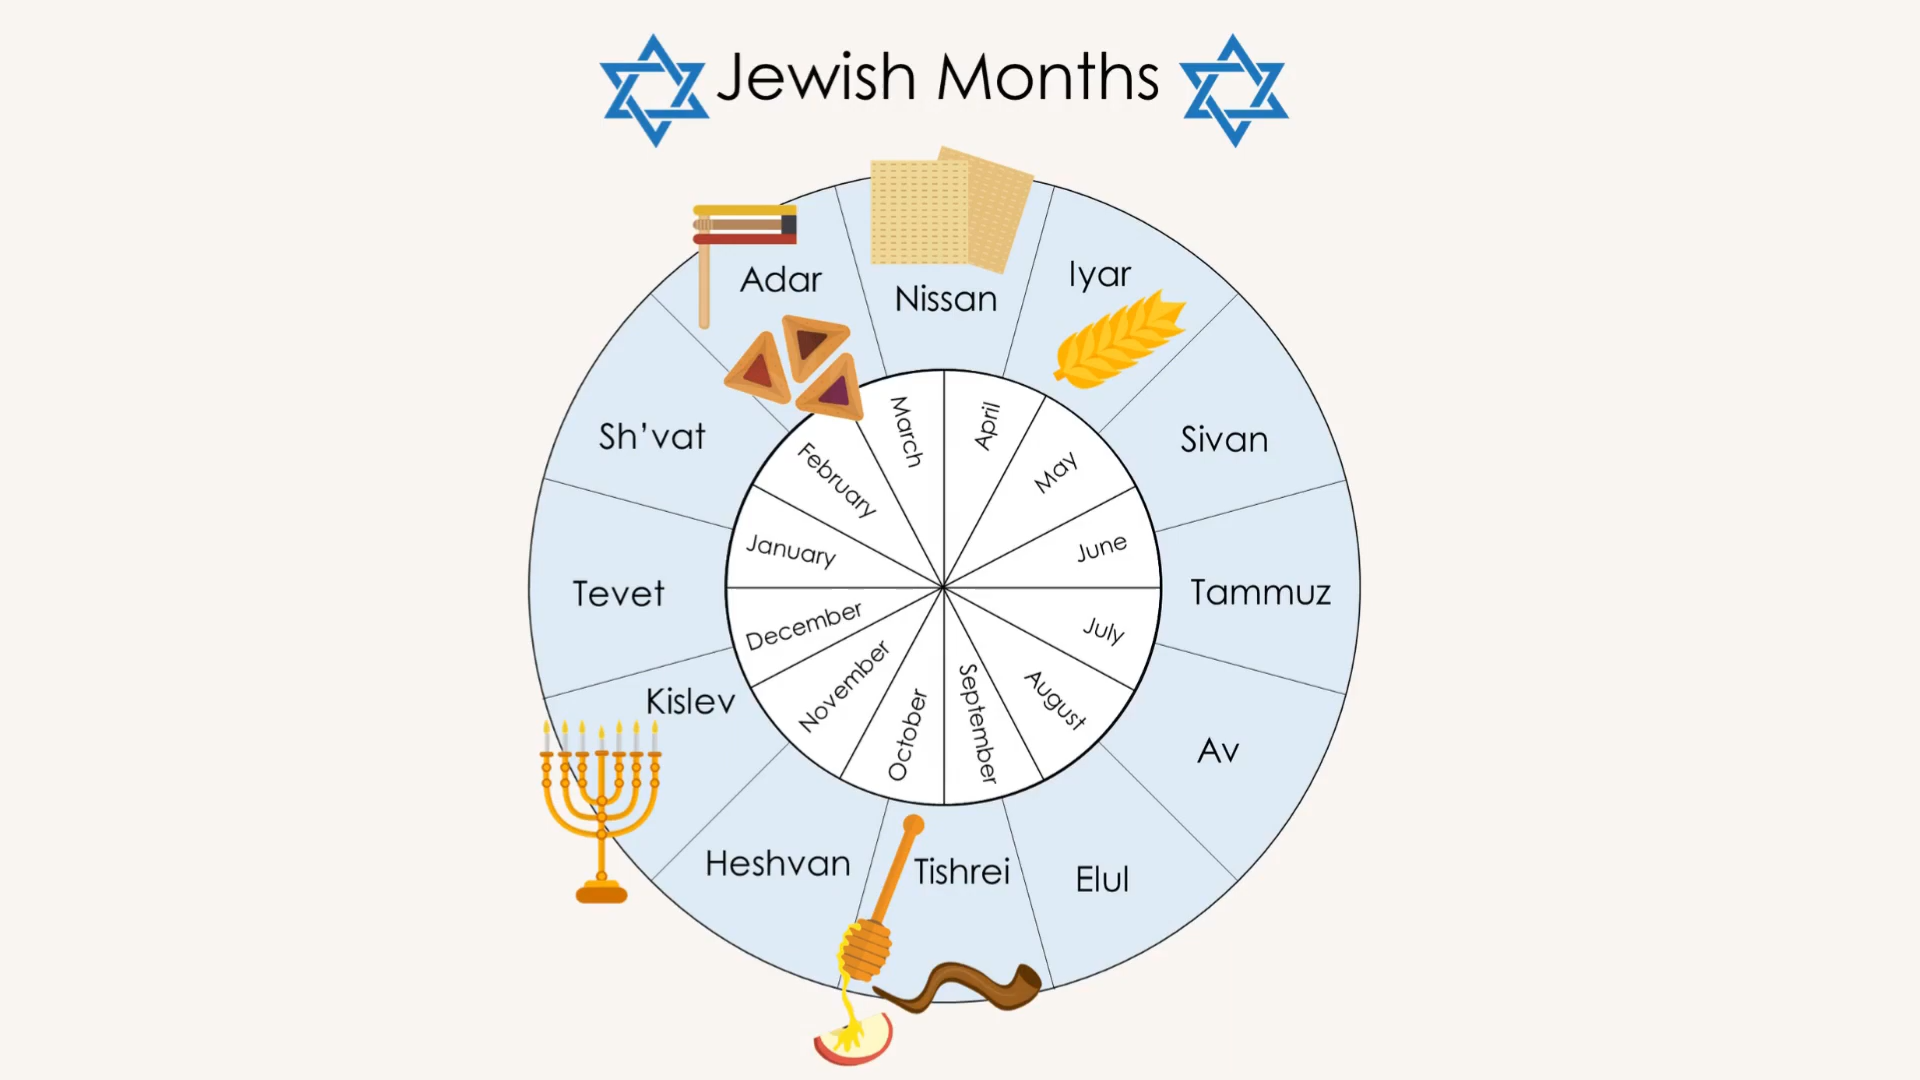 Jewish Months
Nissan
Iyar
Sivan
Tammuz
Av
Elul
Tishrei
Heshvan
Kislev
Tevet
Sh’vat
Adar
January
February
March
April
May
June
July
August
September
October
November
December